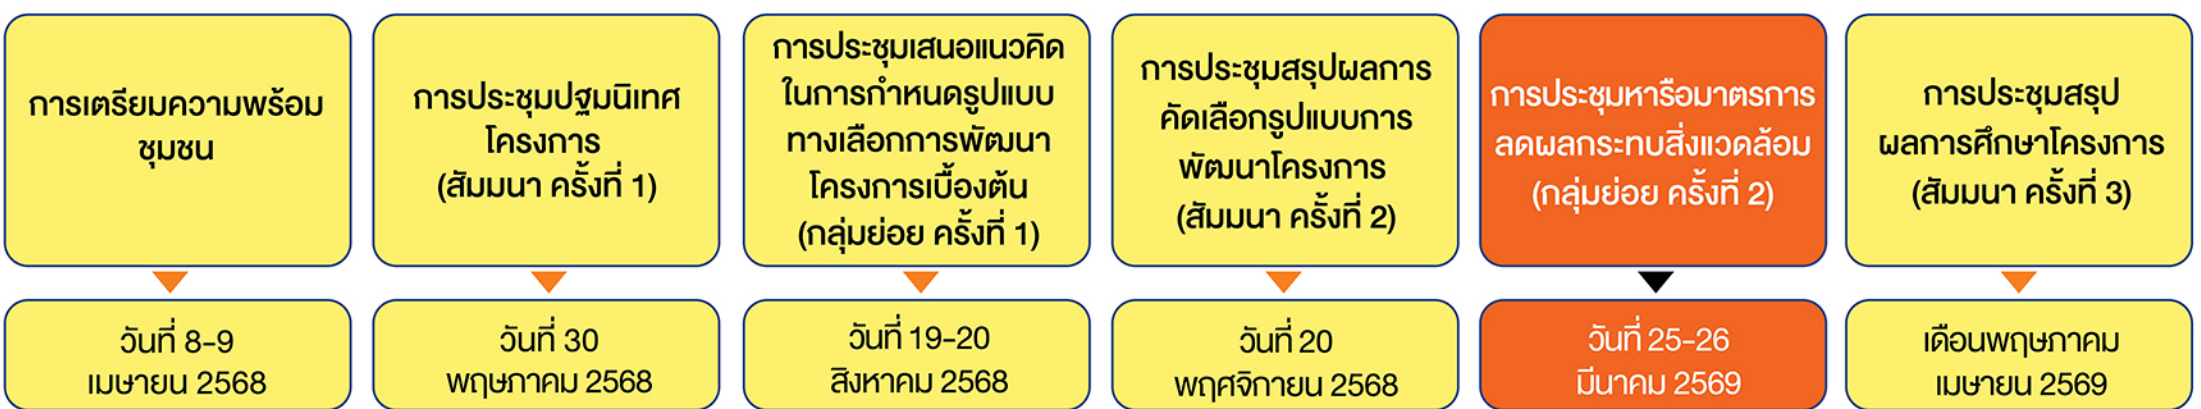 การเตรียมความพร้อม
ชุมชน
วันที่ 8-9
เมษายน 2568
การประชุมปฐมนิเทศ
โครงการ
(สัมมนา ครั้งที่ 1)
วันที่ 30
พฤษภาคม 2568
การประชุมเสนอแนวคิด
ในการกำหนดรูปแบบ
ทางเลือกการพัฒนา
โครงการเบื้องต้น
(กลุ่มย่อย ครั้งที่ 1)
วันที่ 19-20
สิงหาคม 2568
การประชุมสรุปผลการ
คัดเลือกรูปแบบการ
พัฒนาโครงการ
(สัมมนา ครั้งที่ 2)
วันที่ 20
พฤศจิกายน 2568
การประชุมหารือมาตรการ
ลดผลกระทบสิ่งแวดล้อม
(กลุ่มย่อย ครั้งที่ 2)
วันที่ 25-26
มีนาคม 2569
การประชุมสรุป
ผลการศึกษาโครงการ
(สัมมนา ครั้งที่ 3)
เดือนพฤษภาคม
เมษายน 2569